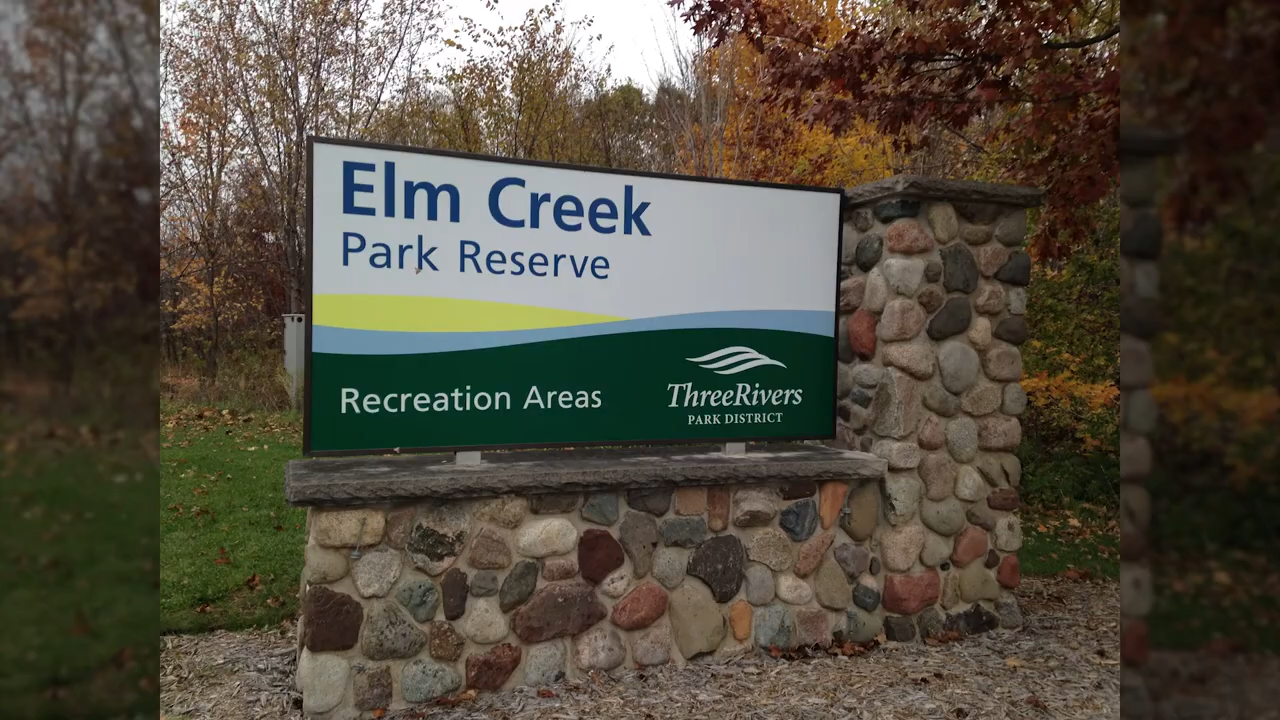 Elm Creek
Park Reserve
Recreation Areas
ThreeRivers
PARK DISTRICT